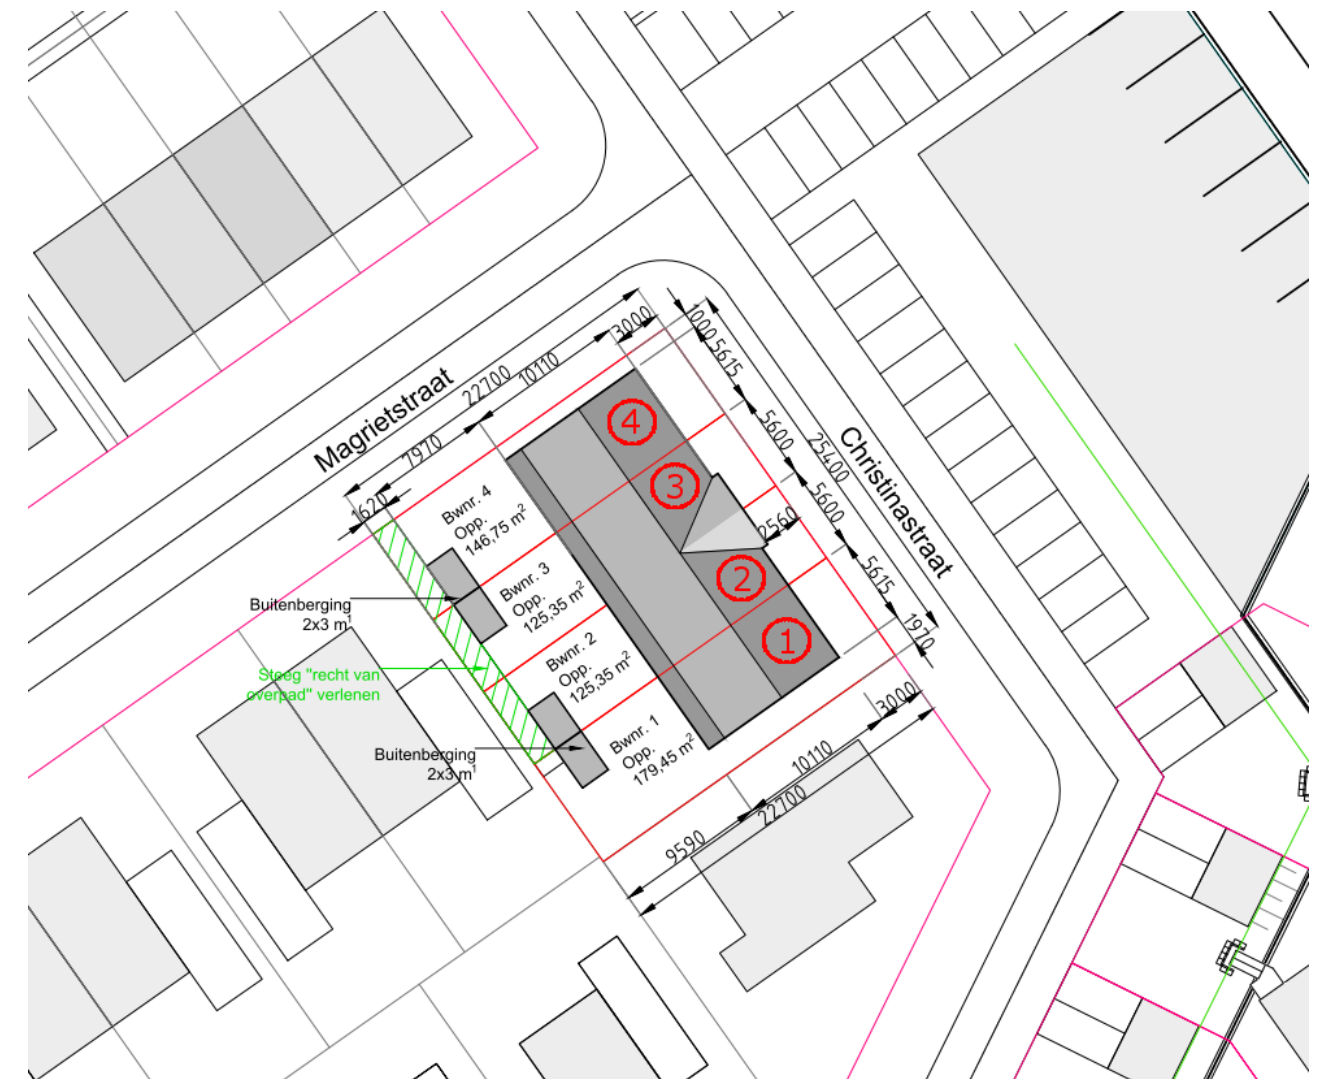 3000
1000
22700
10110
5615
Magrietstraat
7970
4
5600
25400
Christinastraat
3
1620
Bwnr. 4
Opp.
146,75 m²
5600
2560
Bwnr. 3
Opp.
125,35 m²
2
5615
Buitenberging
2x3 m¹
1
1970
Bwnr. 2
Opp.
125,35 m²
Steeg "recht van
overpad" verlenen
3000
Bwnr. 1
Opp.
179,45 m²
Buitenberging
2x3 m¹
10110
22700
9590